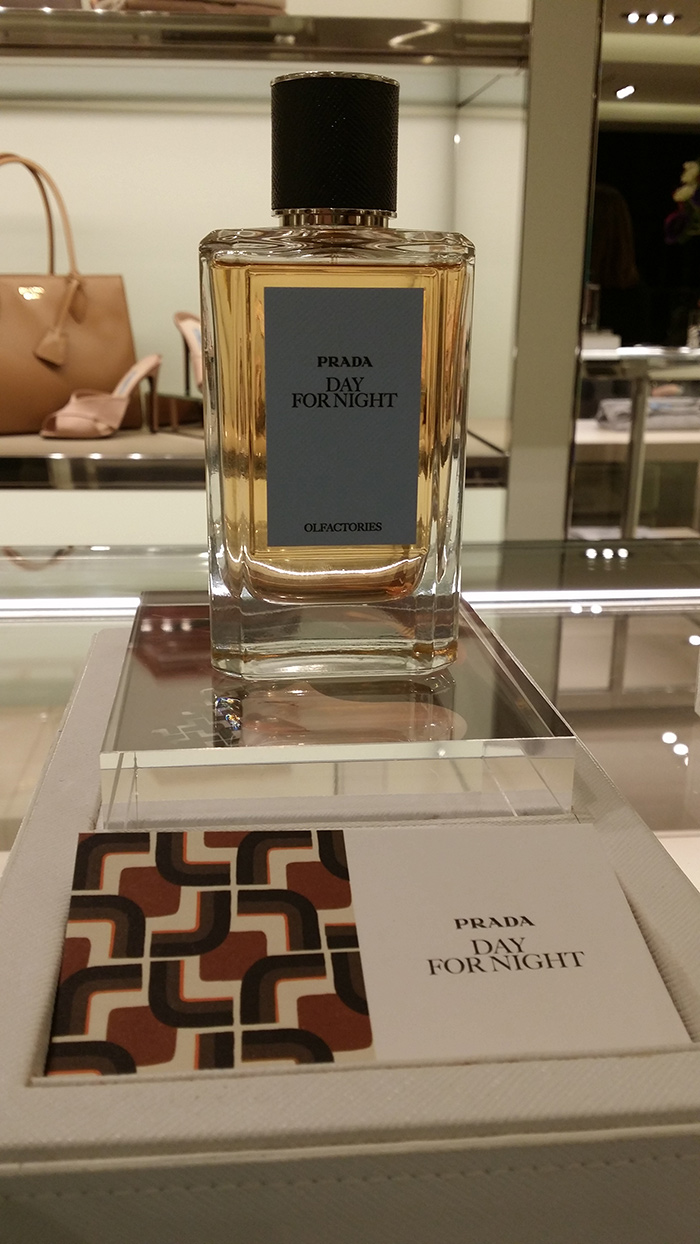 PRADA
DAY
FOR NIGHT
OLFACTORIES
PRADA
DAY
FOR NIGHT